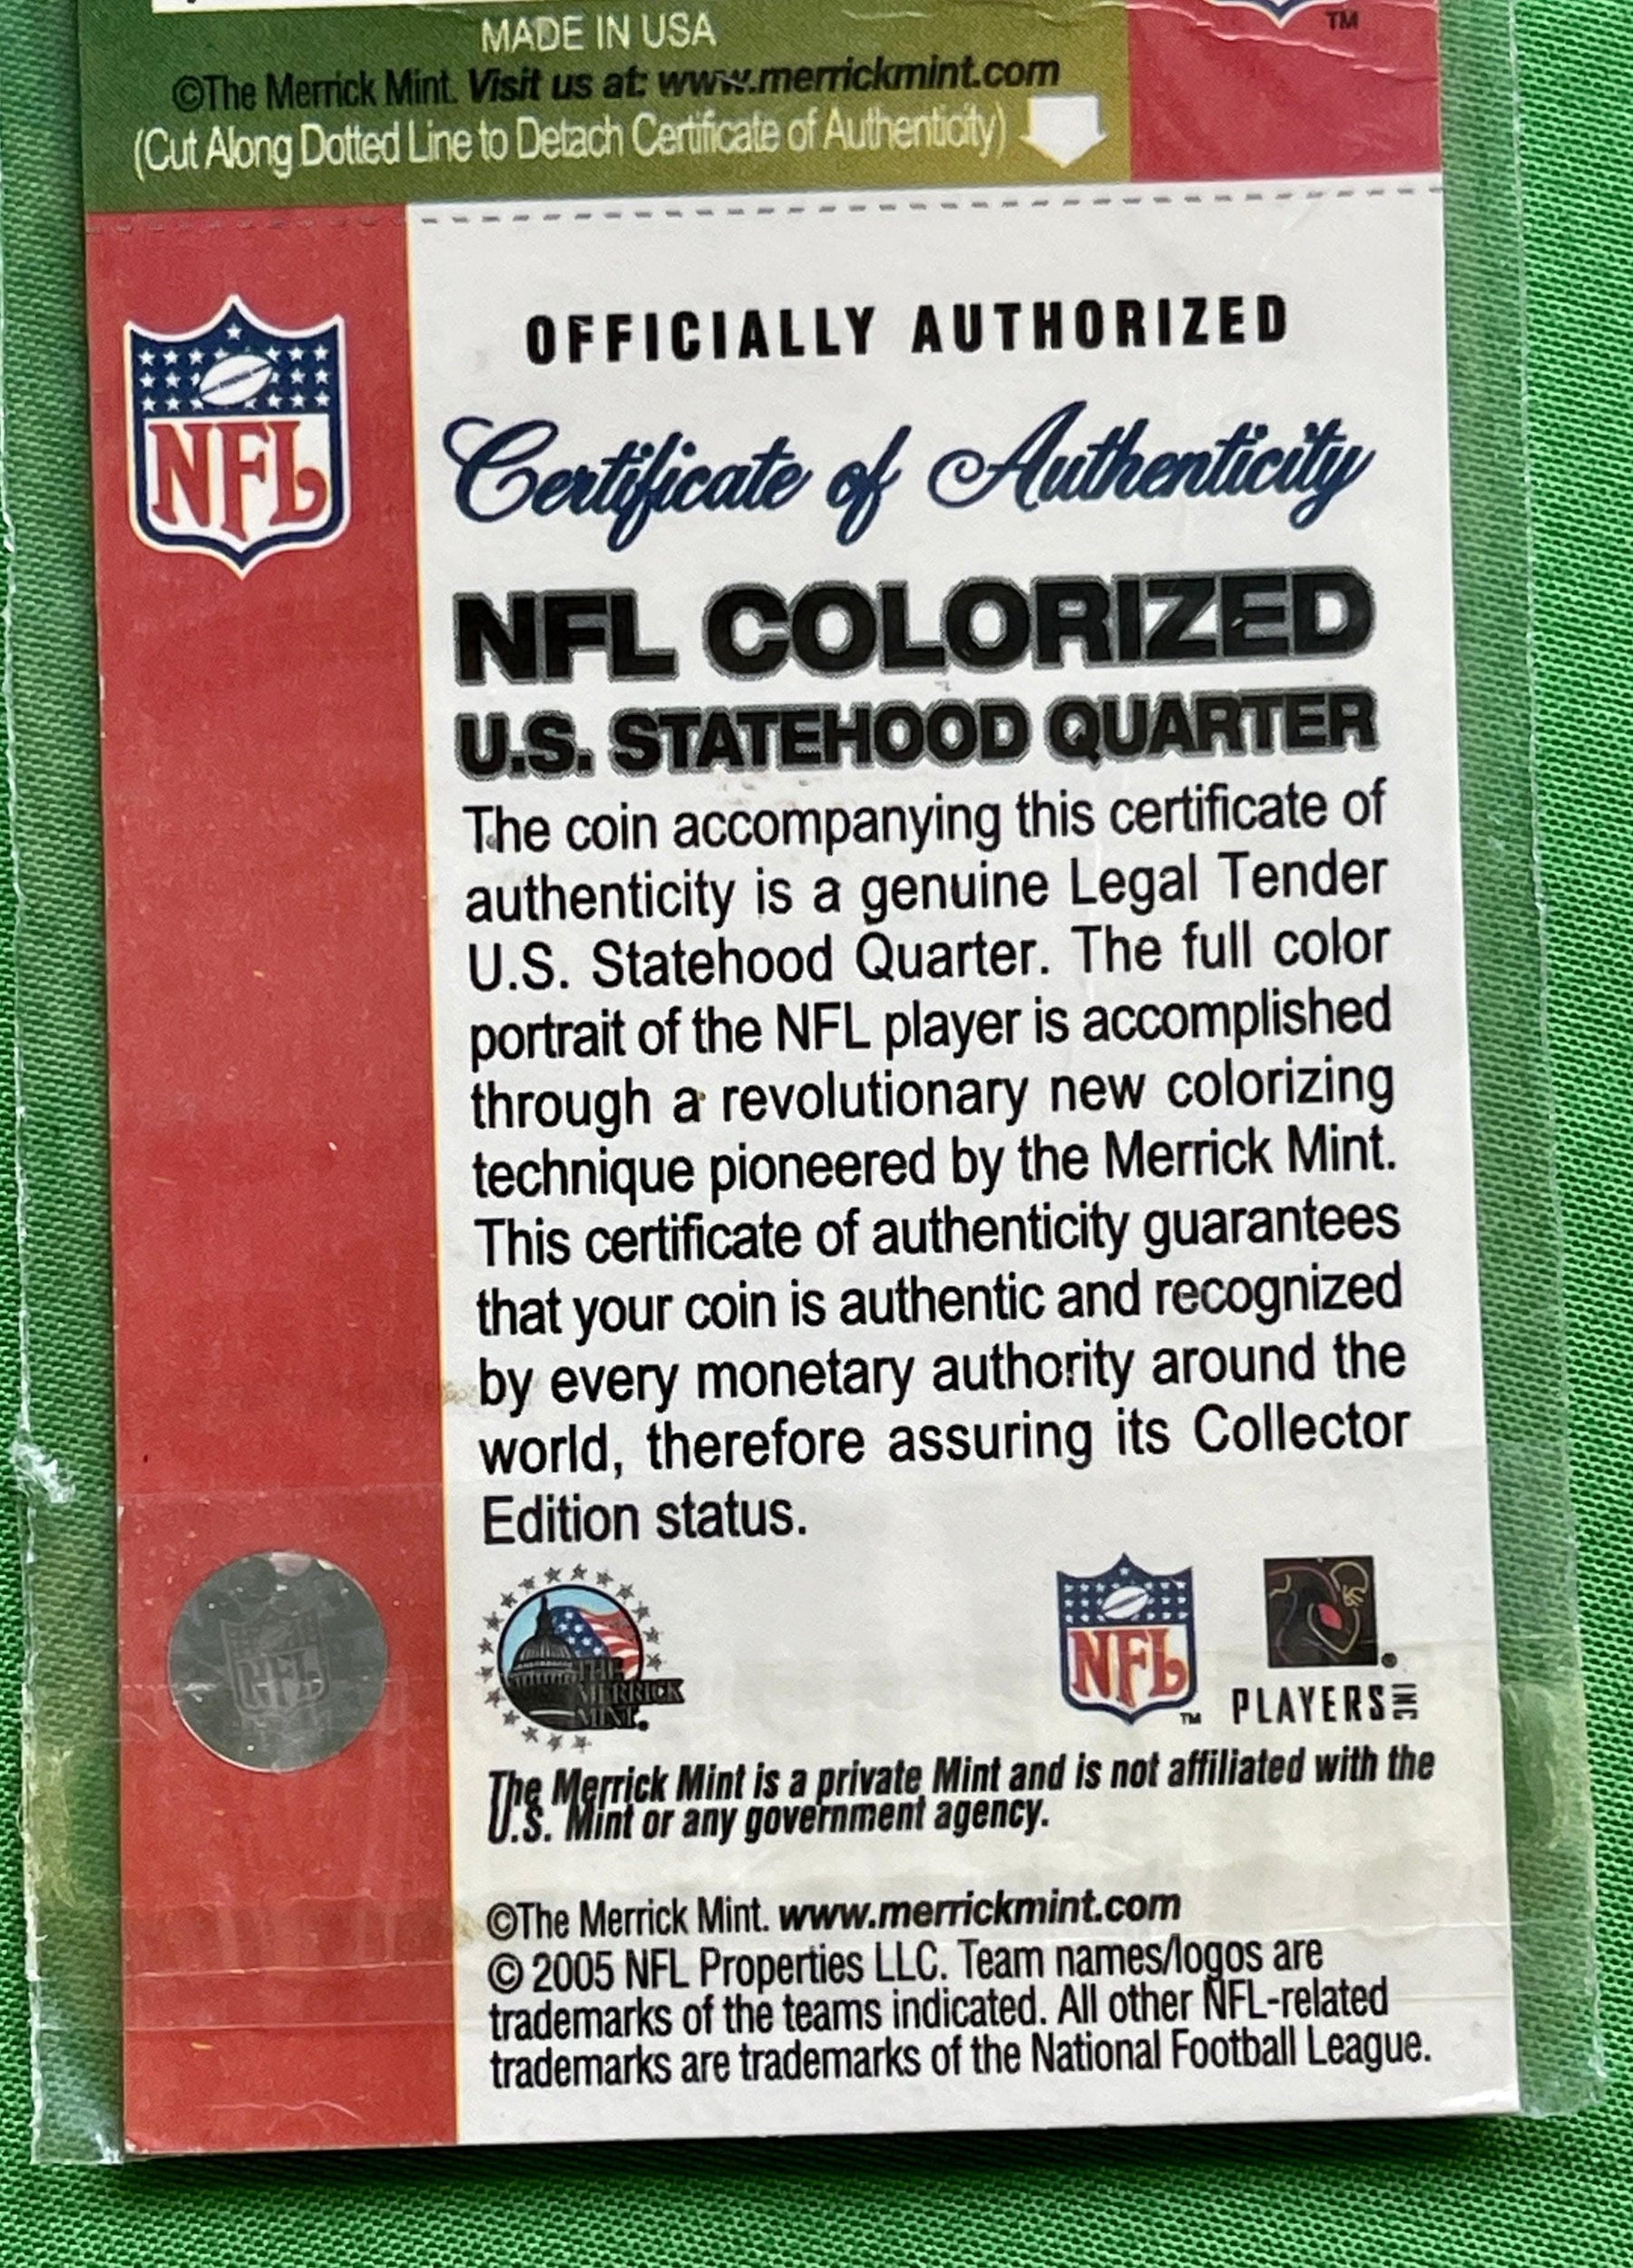 TM
MADE IN USA
©The Merrick Mint. Visit us at: www.merrickmint.com
(Cut Along Dotted Line to Detach Certificate of Authenticity)
NFL
OFFICIALLY AUTHORIZED
Certificate of Authenticity
NFL COLORIZED
U.S. STATEHOOD QUARTER
The coin accompanying this certificate of
authenticity is a genuine Legal Tender
U.S. Statehood Quarter. The full color
portrait of the NFL player is accomplished
through a revolutionary new colorizing
technique pioneered by the Merrick Mint.
This certificate of authenticity guarantees
that your coin is authentic and recognized
by every monetary authority around the
world, therefore assuring its Collector
Edition status.
NFL
THE
MERRICK
MINT®
NFL
TM
®
PLAYERS INC
The Merrick Mint is a private Mint and is not affiliated with the
U.S. Mint or any government agency.
©The Merrick Mint. www.merrickmint.com
© 2005 NFL Properties LLC. Team names/logos are
trademarks of the teams indicated. All other NFL-related
trademarks are trademarks of the National Football League.